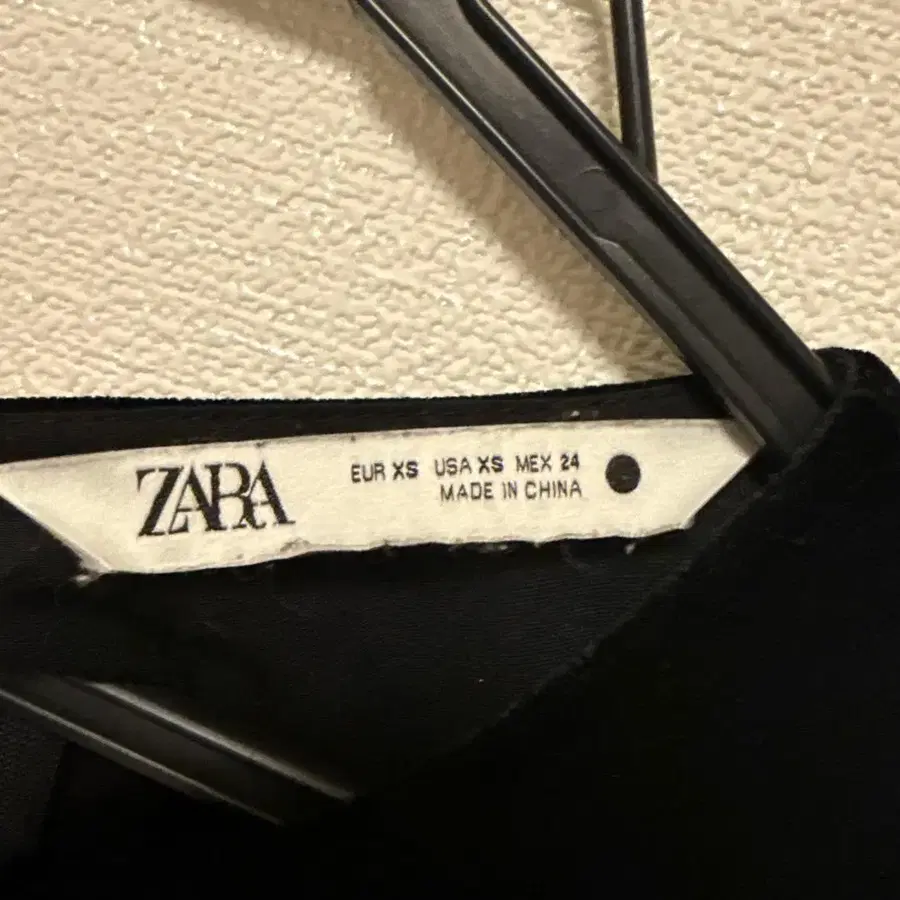 ZARA
EUR XS USA XS MEX 24
MADE IN CHINA